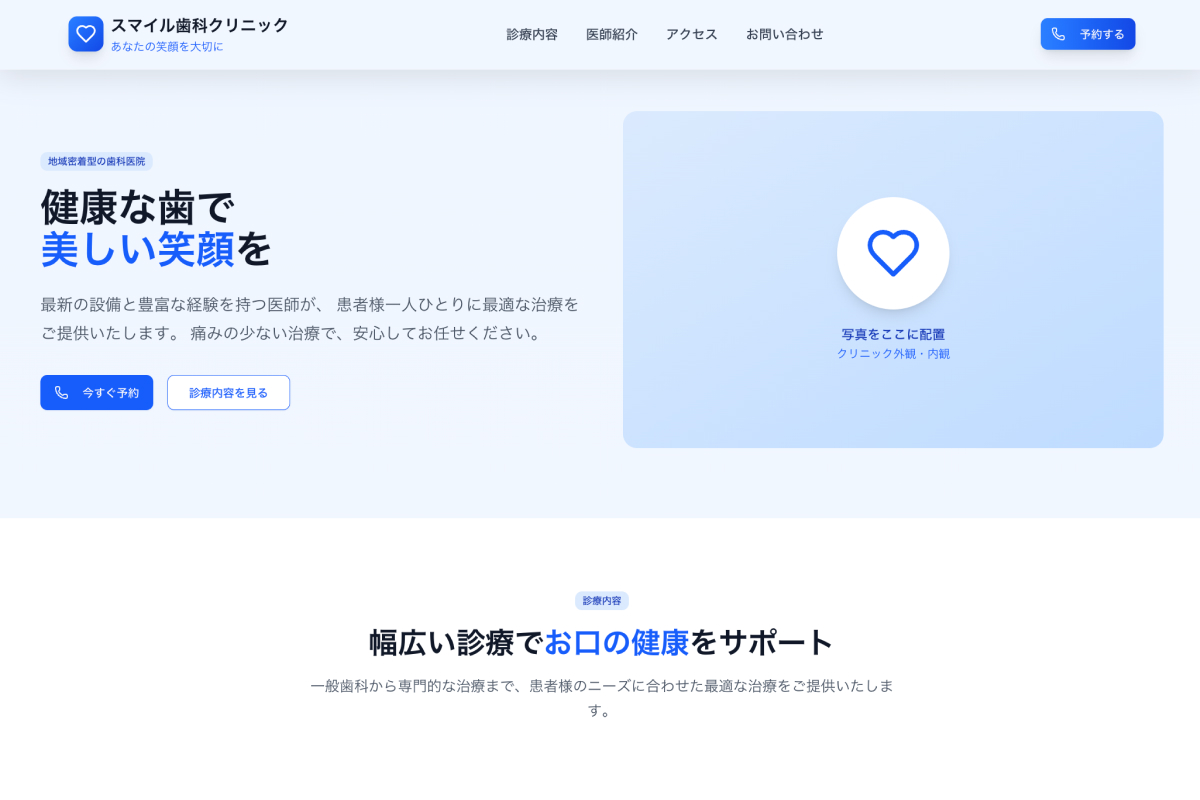 スマイル歯科クリニック
あなたの笑顔を大切に
診療内容
医師紹介
アクセス
お問い合わせ
予約する
地域密着型の歯科医院
健康な歯で
美しい笑顔を
最新の設備と豊富な経験を持つ医師が、 患者様一人ひとりに最適な治療を
ご提供いたします。 痛みの少ない治療で、安心してお任せください。
今すぐ予約
診療内容を見る
写真をここに配置
クリニック外観・内観
診療内容
幅広い診療でお口の健康をサポート
一般歯科から専門的な治療まで、患者様のニーズに合わせた最適な治療をご提供いたしま
す。